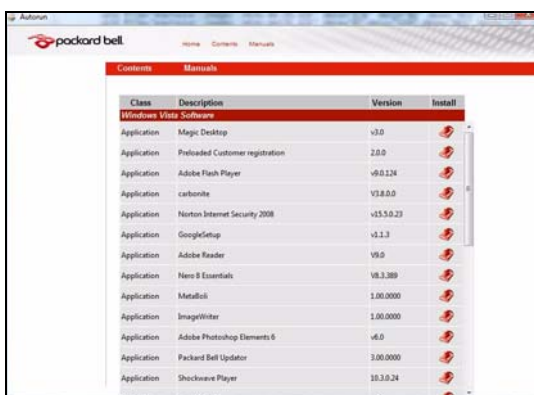 Autorun
packard bell.
Home Contents Manuals
Contents Manuals
Class Description Version Install
Windows Vista Software
Application Magic Desktop v3.0
Application Preloaded Customer registration 2.0.0
Application Adobe Flash Player v9.0.124
Application carbonite V3.8.0.0
Application Norton Internet Security 2008 v15.5.0.23
Application GoogleSetup v1.1.3
Application Adobe Reader V9.0
Application Nero 8 Essentials V8.3.389
Application Metaboli 1.00.0000
Application ImageWriter 1.00.0000
Application Adobe Photoshop Elements 6 v6.0
Application Packard Bell Updator 3.00.0000
Application Shockwave Player 10.3.0.24